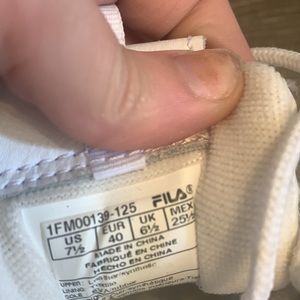 1FM00139-125 FILA®
US EUR UK MEX
7½ 40 6½ 25½
MADE IN CHINA
FABRIQUÉ EN CHINE
HECHO EN CHINA
UPPER